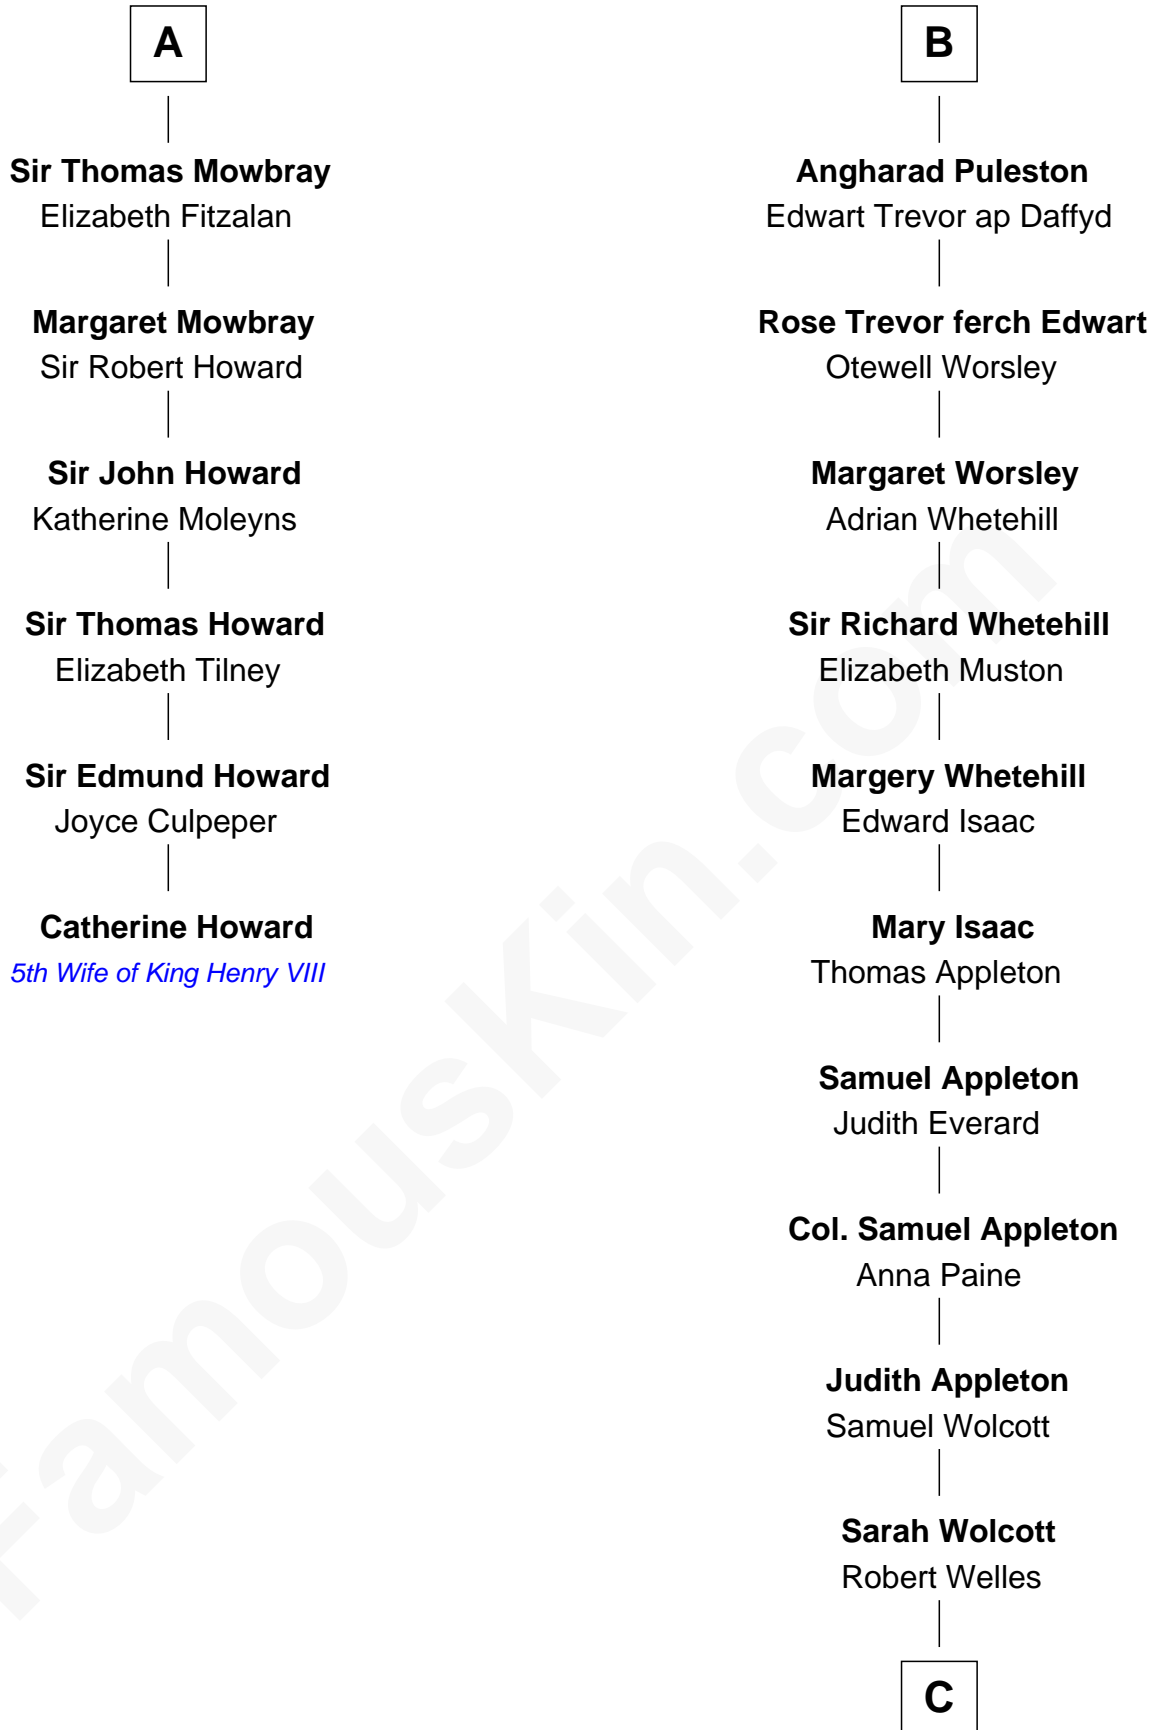 A
Sir Thomas Mowbray
Elizabeth Fitzalan
Margaret Mowbray
Sir Robert Howard
Sir John Howard
Katherine Moleyns
Sir Thomas Howard
Elizabeth Tilney
Sir Edmund Howard
Joyce Culpeper
Catherine Howard
5th Wife of King Henry VIII
B
Angharad Puleston
Edwart Trevor ap Daffyd
Rose Trevor ferch Edwart
Otewell Worsley
Margaret Worsley
Adrian Whetehill
Sir Richard Whetehill
Elizabeth Muston
Margery Whetehill
Edward Isaac
Mary Isaac
Thomas Appleton
Samuel Appleton
Judith Everard
Col. Samuel Appleton
Anna Paine
Judith Appleton
Samuel Wolcott
Sarah Wolcott
Robert Welles
C
FamousKin.com